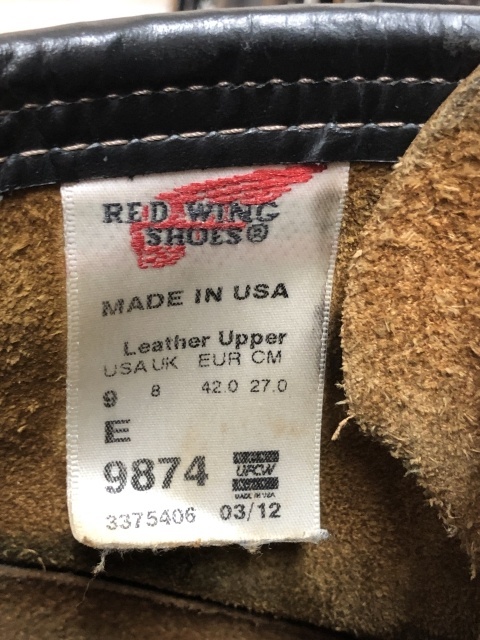 RED WING
SHOES®
MADE IN USA
Leather Upper
USA UK EUR CM
9 8 42.0 27.0
E
9874
UFCW
MADE IN USA
3375406 03/12